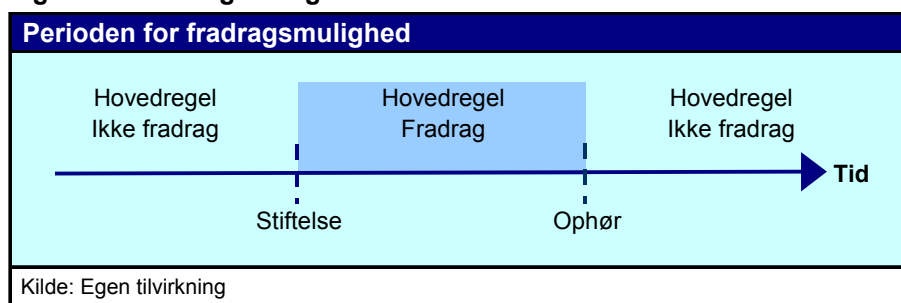 Perioden for fradragsmulighed
Hovedregel
Ikke fradrag
Hovedregel
Fradrag
Hovedregel
Ikke fradrag
Tid
Stiftelse
Ophør
Kilde: Egen tilvirkning